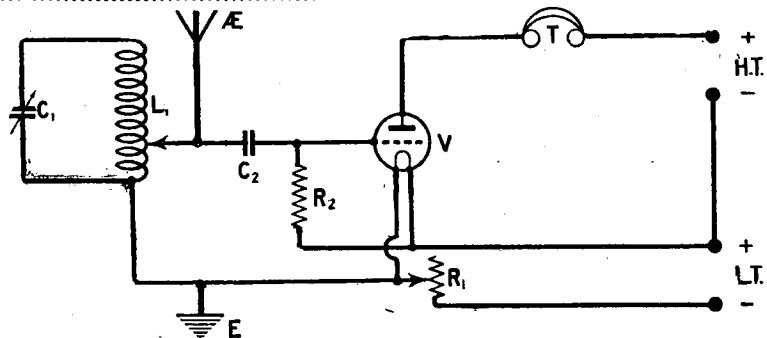 Æ
T
+
H.T.
−
C₁
L₁
C₂
V
R₂
+
R₁
L.T.
−
E